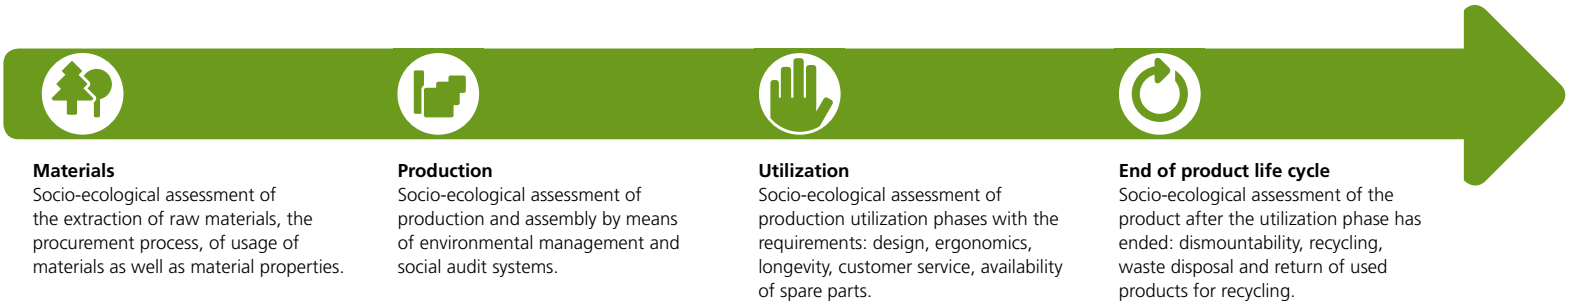 Materials
Socio-ecological assessment of
the extraction of raw materials, the
procurement process, of usage of
materials as well as material properties.
Production
Socio-ecological assessment of
production and assembly by means
of environmental management and
social audit systems.
Utilization
Socio-ecological assessment of
production utilization phases with the
requirements: design, ergonomics,
longevity, customer service, availability
of spare parts.
End of product life cycle
Socio-ecological assessment of the
product after the utilization phase has
ended: dismountability, recycling,
waste disposal and return of used
products for recycling.